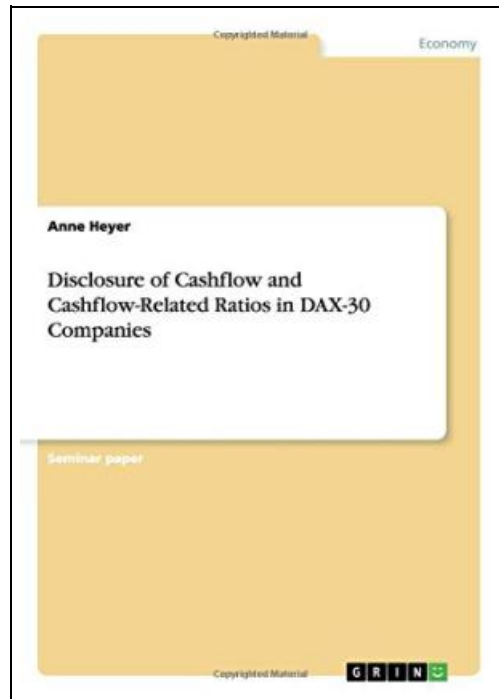 Copyrighted Material
Economy
Anne Heyer
Disclosure of Cashflow and
Cashflow-Related Ratios in DAX-30
Companies
Seminar paper
Copyrighted Material
GRIN